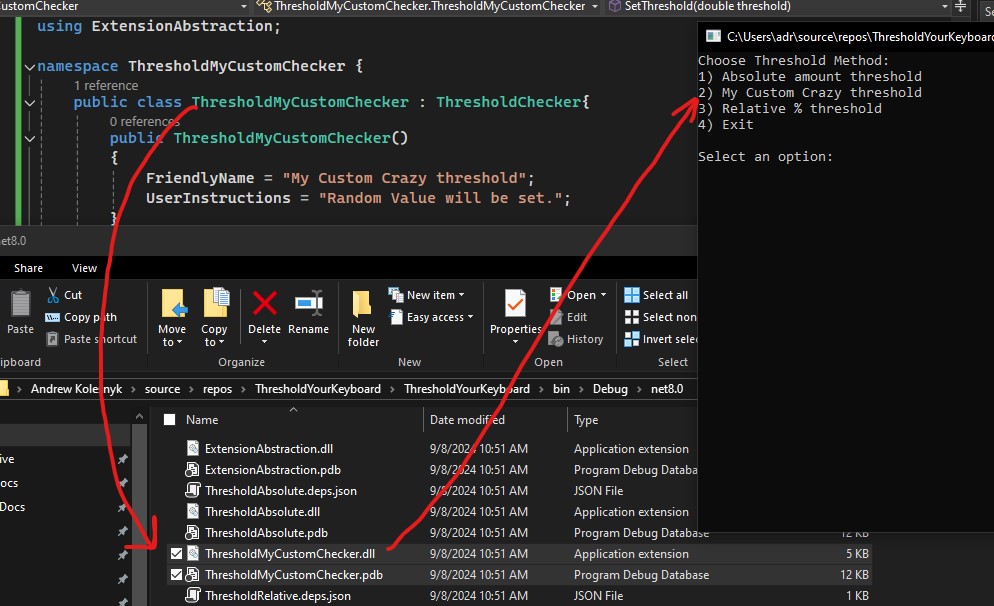 ustomChecker
ThresholdMyCustomChecker.ThresholdMyCustomChecker
SetThreshold(double threshold)
Se
using ExtensionAbstraction;
namespace ThresholdMyCustomChecker {
1 reference
public class ThresholdMyCustomChecker : ThresholdChecker{
0 references
public ThresholdMyCustomChecker()
{
FriendlyName = "My Custom Crazy threshold";
UserInstructions = "Random Value will be set.";
}
C:\Users\adr\source\repos\ThresholdYourKeyboard
Choose Threshold Method:
1) Absolute amount threshold
2) My Custom Crazy threshold
3) Relative % threshold
4) Exit
Select an option:
et8.0
Share View
Paste
Cut
Copy path
Paste shortcut
ipboard
Move to
Copy to
Delete
Rename
Organize
New folder
New item
Easy access
New
Properties
Open
Edit
History
Open
Select all
Select non
Invert sele
Select
Andrew Kolesnyk > source > repos > ThresholdYourKeyboard > ThresholdYourKeyboard > bin > Debug > net8.0
Name Date modified Type
ive
ocs
Docs
ExtensionAbstraction.dll 9/8/2024 10:51 AM Application extension
ExtensionAbstraction.pdb 9/8/2024 10:51 AM Program Debug Databa
ThresholdAbsolute.deps.json 9/8/2024 10:51 AM JSON File
ThresholdAbsolute.dll 9/8/2024 10:51 AM Application extension
ThresholdAbsolute.pdb 9/8/2024 10:51 AM Program Debug Databa 12 KB
ThresholdMyCustomChecker.dll 9/8/2024 10:51 AM Application extension 5 KB
ThresholdMyCustomChecker.pdb 9/8/2024 10:51 AM Program Debug Database 12 KB
ThresholdRelative.deps.json 9/8/2024 10:51 AM JSON File 1 KB